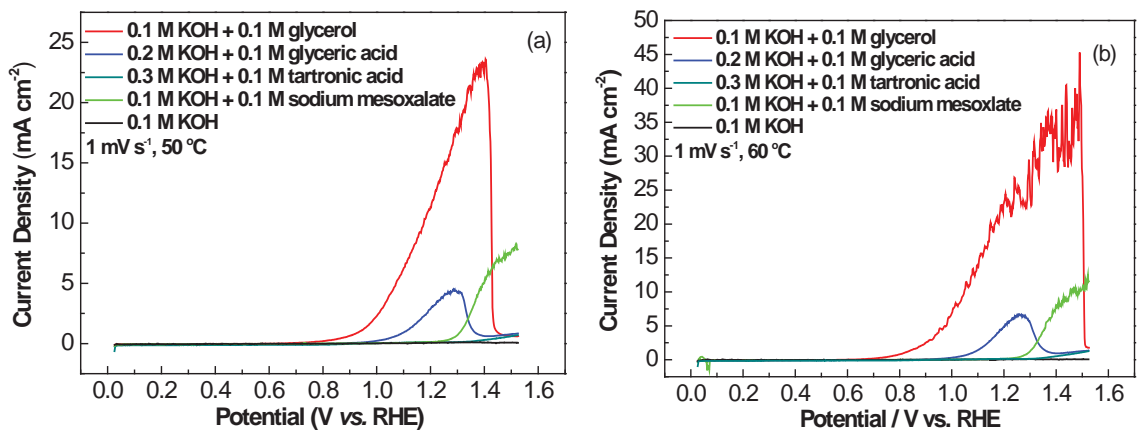 (a)
0.1 M KOH + 0.1 M glycerol
0.2 M KOH + 0.1 M glyceric acid
0.3 M KOH + 0.1 M tartronic acid
0.1 M KOH + 0.1 M sodium mesoxalate
0.1 M KOH
1 mV s⁻¹, 50 °C
Current Density (mA cm⁻²)
25
20
15
10
5
0
0.0 0.2 0.4 0.6 0.8 1.0 1.2 1.4 1.6
Potential (V vs. RHE)
(b)
0.1 M KOH + 0.1 M glycerol
0.2 M KOH + 0.1 M glyceric acid
0.3 M KOH + 0.1 M tartronic acid
0.1 M KOH + 0.1 M sodium mesoxlate
0.1 M KOH
1 mV s⁻¹, 60 °C
Current Density (mA cm⁻²)
50
45
40
35
30
25
20
15
10
5
0
0.0 0.2 0.4 0.6 0.8 1.0 1.2 1.4 1.6
Potential / V vs. RHE